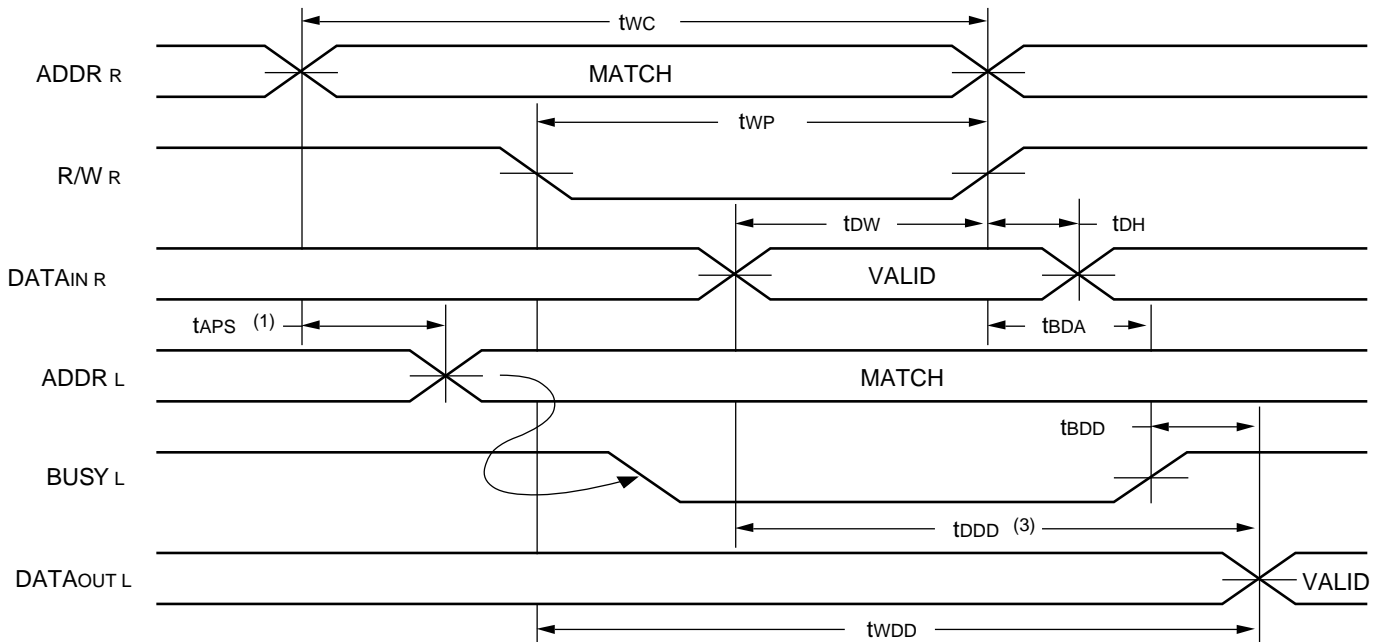 tWC
ADDR R
MATCH
tWP
R/W R
tDW
tDH
DATAIN R
VALID
tAPS (1)
tBDA
ADDR L
MATCH
tBDD
BUSY L
tDDD (3)
DATAOUT L
VALID
tWDD